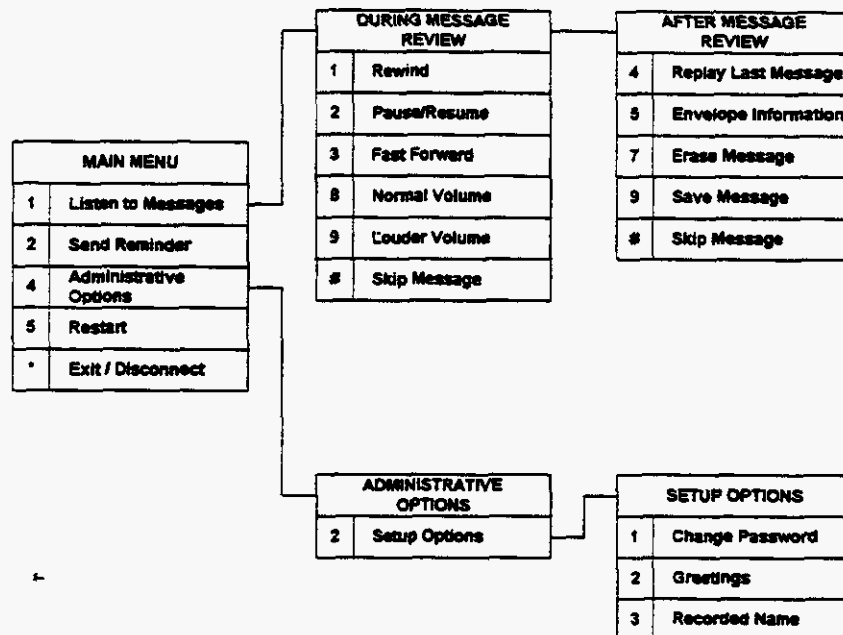 MAIN MENU
1 Listen to Messages
2 Send Reminder
4 Administrative
Options
5 Restart
* Exit / Disconnect
DURING MESSAGE
REVIEW
1 Rewind
2 Pause/Resume
3 Fast Forward
8 Normal Volume
9 Louder Volume
# Skip Message
AFTER MESSAGE
REVIEW
4 Replay Last Message
5 Envelope Information
7 Erase Message
9 Save Message
# Skip Message
ADMINISTRATIVE
OPTIONS
2 Setup Options
SETUP OPTIONS
1 Change Password
2 Greetings
3 Recorded Name